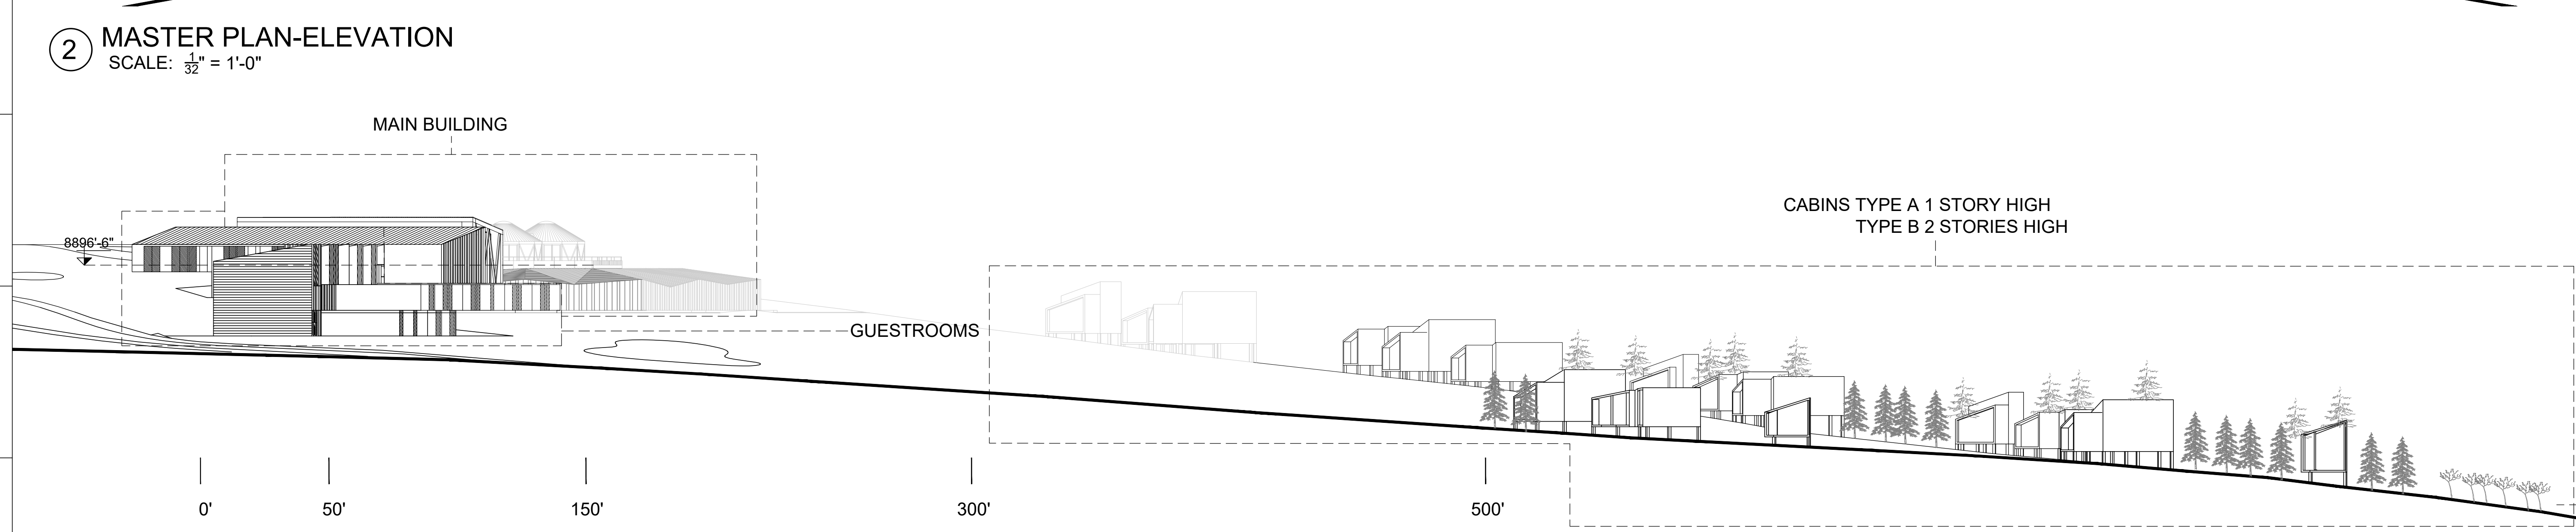 2
MASTER PLAN-ELEVATION
SCALE: 1/32" = 1'-0"
MAIN BUILDING
CABINS TYPE A 1 STORY HIGH
TYPE B 2 STORIES HIGH
8896'-6"
GUESTROOMS
0' 50' 150' 300' 500'